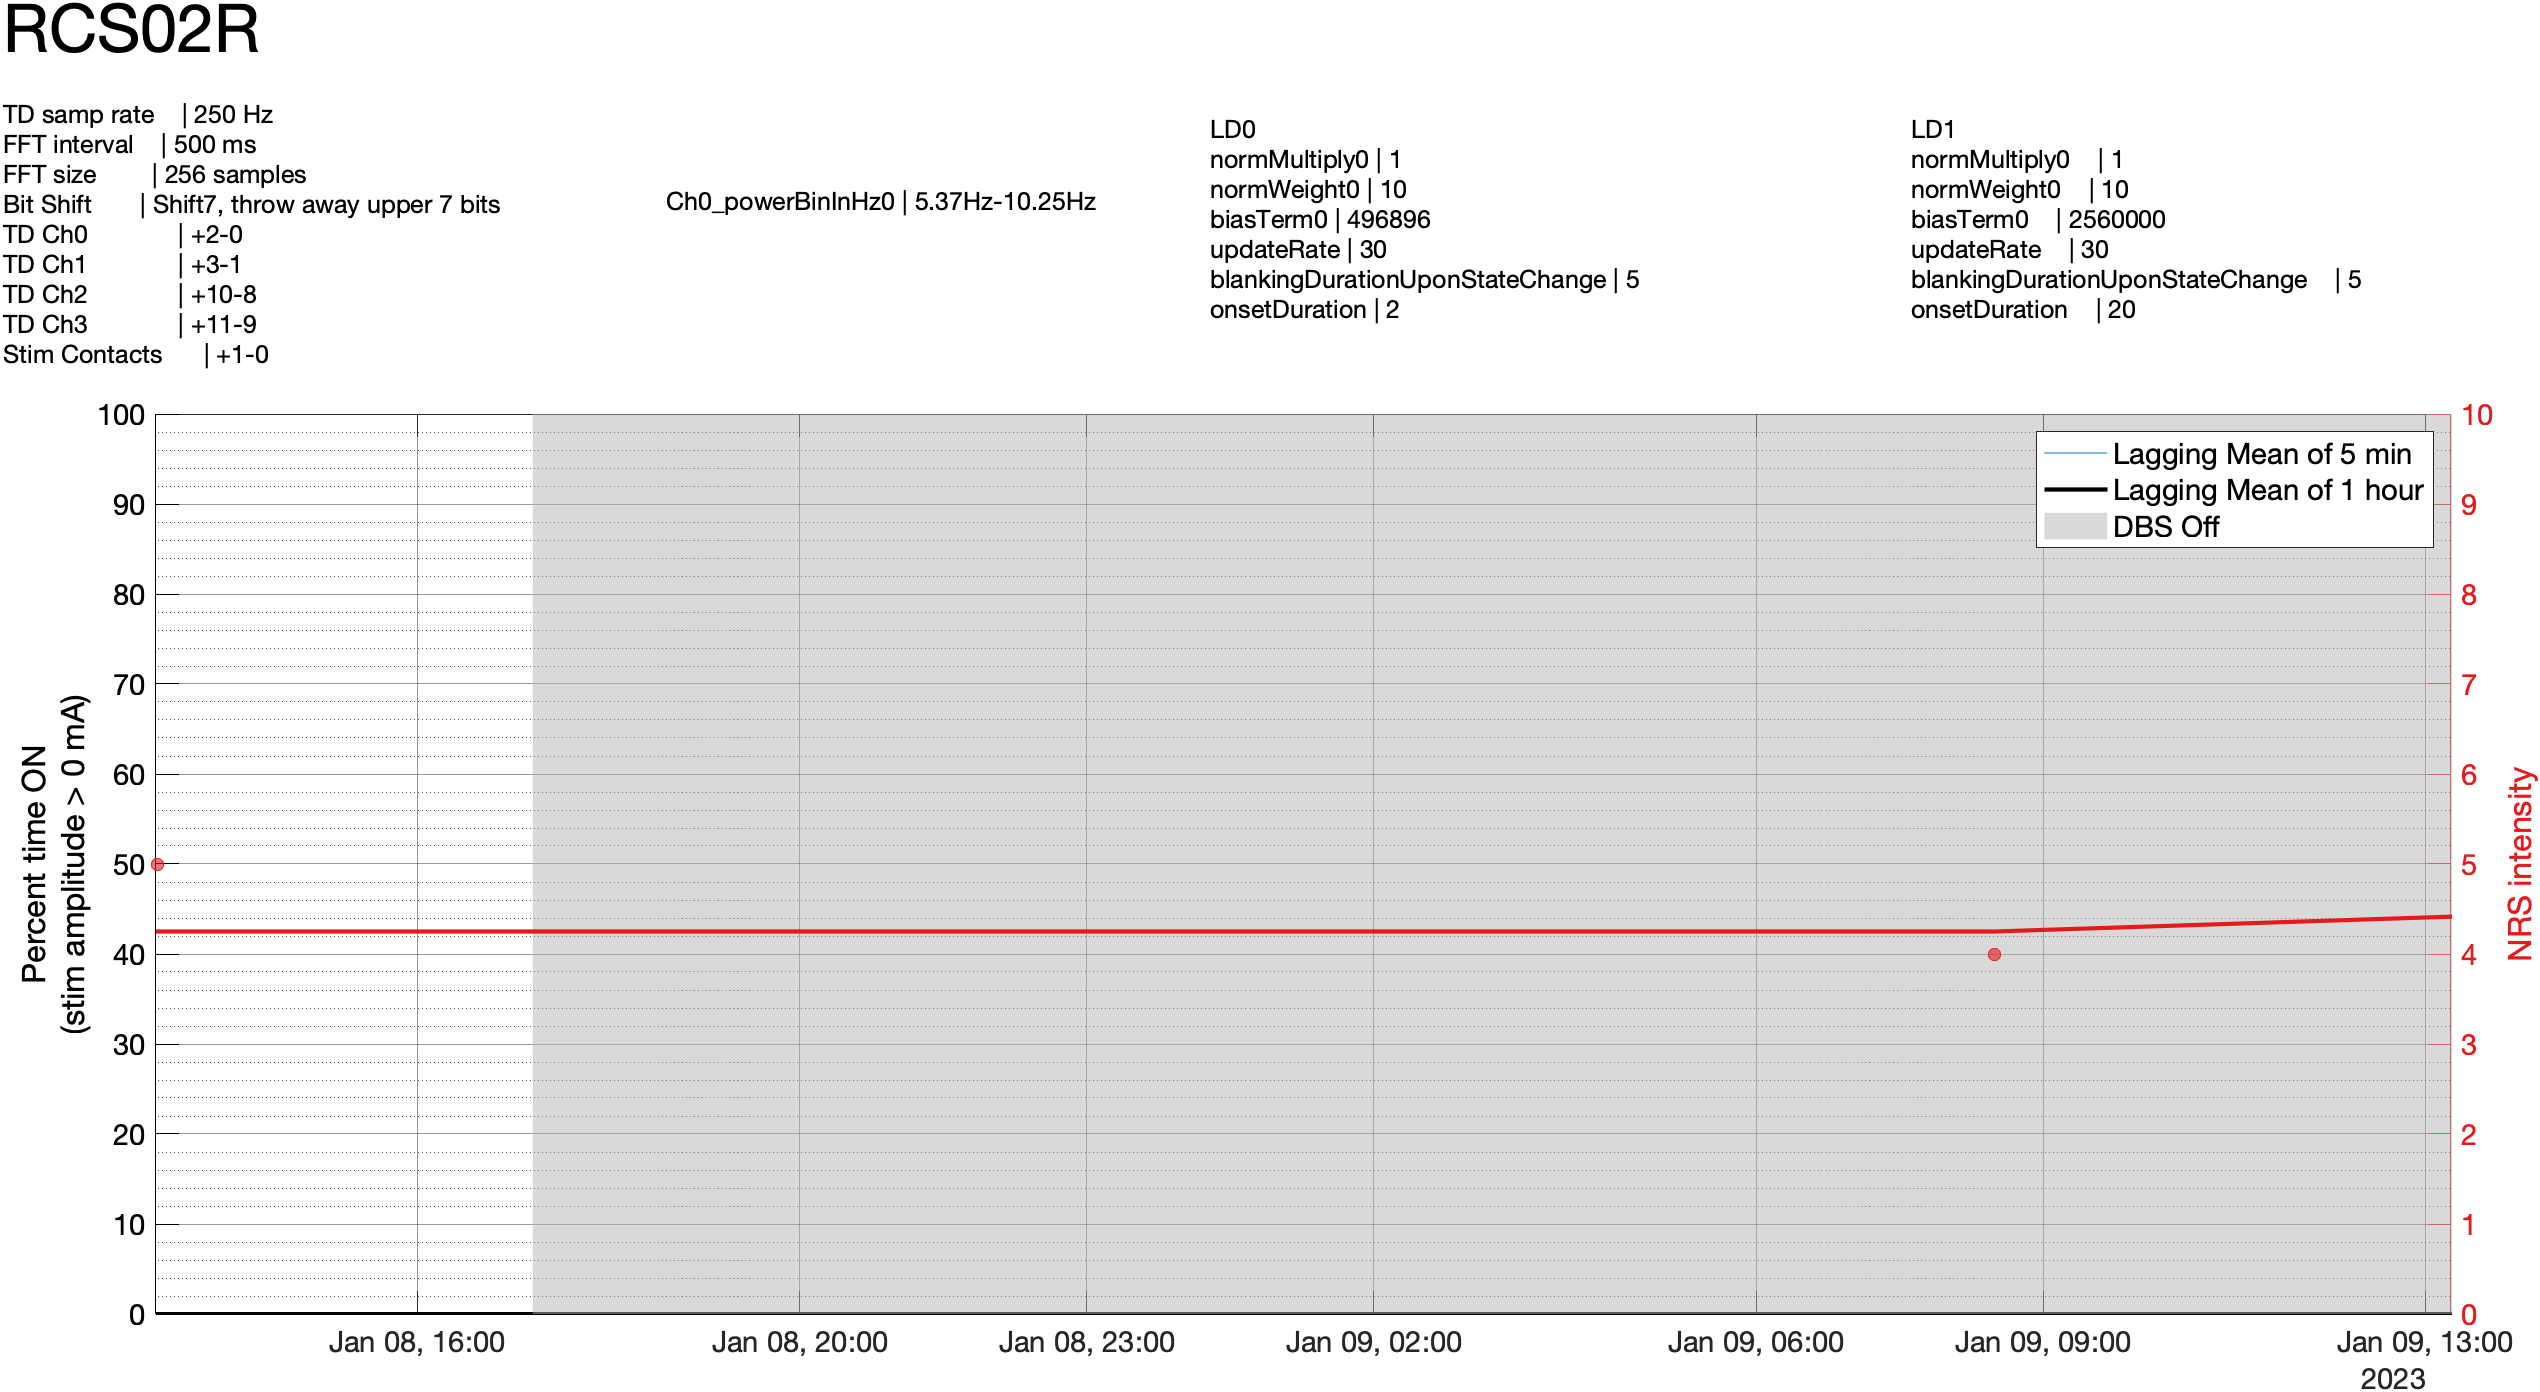 RCS02R
TD samp rate | 250 Hz
FFT interval | 500 ms
FFT size | 256 samples
Bit Shift | Shift7, throw away upper 7 bits
TD Ch0 | +2-0
TD Ch1 | +3-1
TD Ch2 | +10-8
TD Ch3 | +11-9
Stim Contacts | +1-0
Ch0_powerBinInHz0 | 5.37Hz-10.25Hz
LD0
normMultiply0 | 1
normWeight0 | 10
biasTerm0 | 496896
updateRate | 30
blankingDurationUponStateChange | 5
onsetDuration | 2
LD1
normMultiply0 | 1
normWeight0 | 10
biasTerm0 | 2560000
updateRate | 30
blankingDurationUponStateChange | 5
onsetDuration | 20
Percent time ON
(stim amplitude > 0 mA)
100
90
80
70
60
50
40
30
20
10
0
Lagging Mean of 5 min
Lagging Mean of 1 hour
DBS Off
10
9
8
7
6
5
4
3
2
1
0
NRS intensity
Jan 08, 16:00
Jan 08, 20:00
Jan 08, 23:00
Jan 09, 02:00
Jan 09, 06:00
Jan 09, 09:00
Jan 09, 13:00
2023